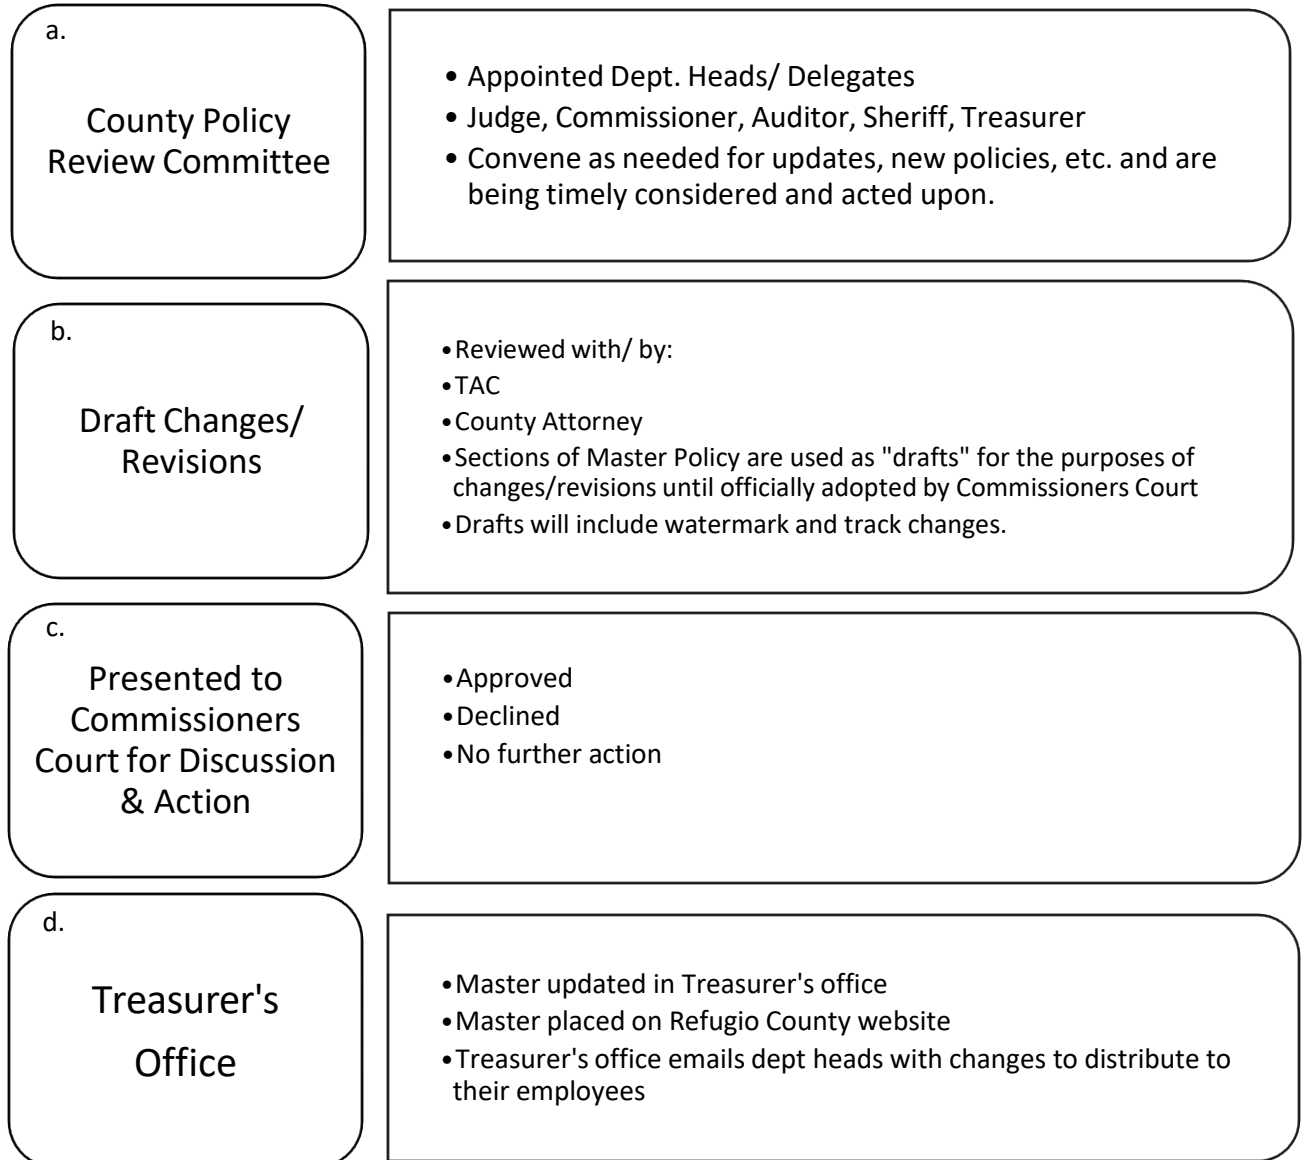 a.
County Policy
Review Committee
• Appointed Dept. Heads/ Delegates
• Judge, Commissioner, Auditor, Sheriff, Treasurer
• Convene as needed for updates, new policies, etc. and are
being timely considered and acted upon.
b.
Draft Changes/
Revisions
•Reviewed with/ by:
•TAC
•County Attorney
•Sections of Master Policy are used as "drafts" for the purposes of
changes/revisions until officially adopted by Commissioners Court
•Drafts will include watermark and track changes.
c.
Presented to
Commissioners
Court for Discussion
& Action
•Approved
•Declined
•No further action
d.
Treasurer's
Office
•Master updated in Treasurer's office
•Master placed on Refugio County website
•Treasurer's office emails dept heads with changes to distribute to
their employees